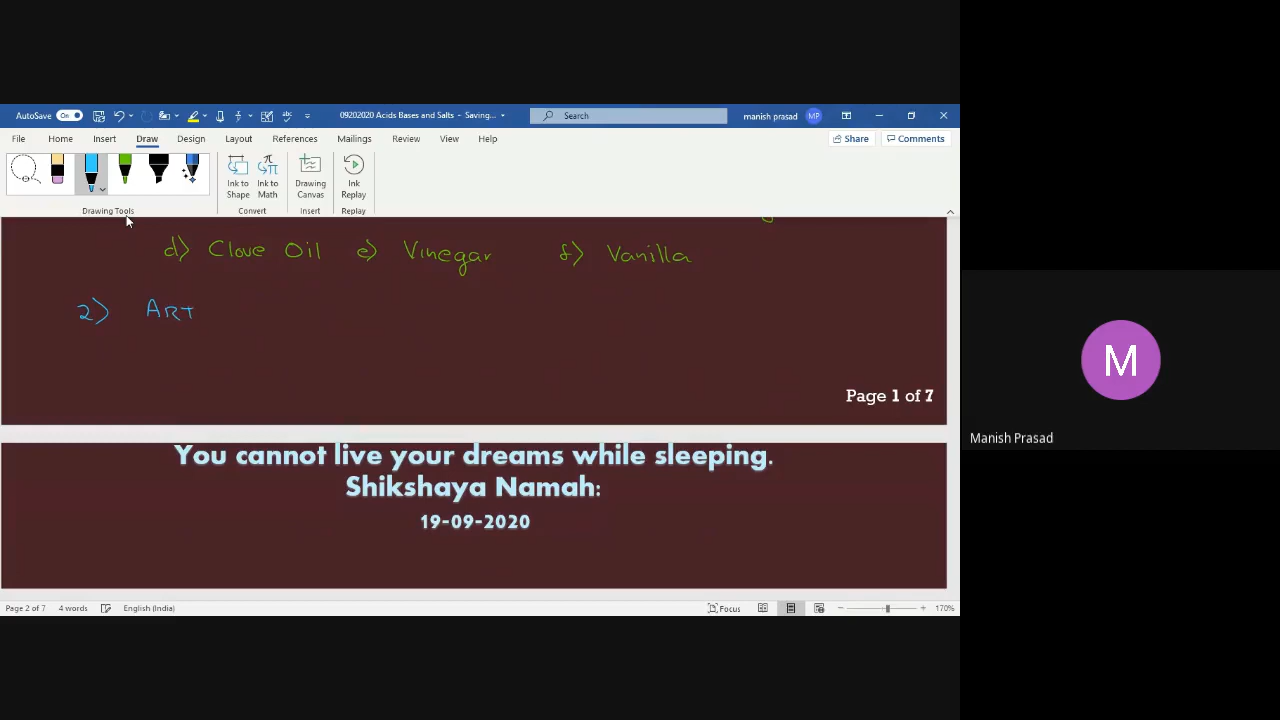 AutoSave On 09202020 Acids Bases and Salts - Saving... Search manish prasad MP
File Home Insert Draw Design Layout References Mailings Review View Help Share Comments
Ink to Shape Ink to Math Drawing Canvas Ink Replay
Drawing Tools Convert Insert Replay
d) Clove Oil e) Vinegar f) Vanilla
2) ART
Page 1 of 7
You cannot live your dreams while sleeping.
Shikshaya Namah:
19-09-2020
Page 2 of 7 4 words English (India) Focus 170%
M
Manish Prasad